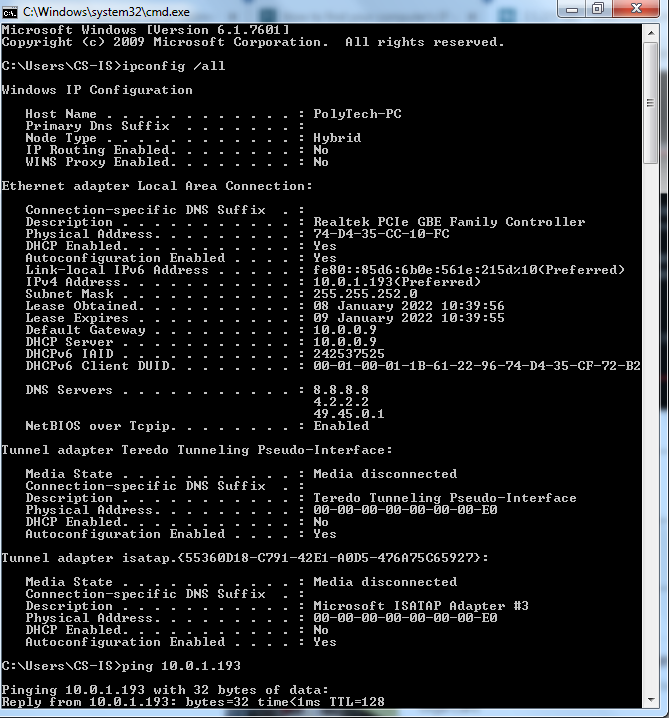 C:\Windows\system32\cmd.exe
Microsoft Windows [Version 6.1.7601]
Copyright (c) 2009 Microsoft Corporation.  All rights reserved.
C:\Users\CS-IS>ipconfig /all
Windows IP Configuration
Host Name . . . . . . . . . . . . : PolyTech-PC
Primary Dns Suffix  . . . . . . . :
Node Type . . . . . . . . . . . . : Hybrid
IP Routing Enabled. . . . . . . . : No
WINS Proxy Enabled. . . . . . . . : No
Ethernet adapter Local Area Connection:
Connection-specific DNS Suffix  . :
Description . . . . . . . . . . . : Realtek PCIe GBE Family Controller
Physical Address. . . . . . . . . : 74-D4-35-CC-10-FC
DHCP Enabled. . . . . . . . . . . : Yes
Autoconfiguration Enabled . . . . : Yes
Link-local IPv6 Address . . . . . : fe80::85d6:6b0e:561e:215d%10(Preferred)
IPv4 Address. . . . . . . . . . . : 10.0.1.193(Preferred)
Subnet Mask . . . . . . . . . . . : 255.255.252.0
Lease Obtained. . . . . . . . . . : 08 January 2022 10:39:56
Lease Expires . . . . . . . . . . : 09 January 2022 10:39:55
Default Gateway . . . . . . . . . : 10.0.0.9
DHCP Server . . . . . . . . . . . : 10.0.0.9
DHCPv6 IAID . . . . . . . . . . . : 242537525
DHCPv6 Client DUID. . . . . . . . : 00-01-00-01-1B-61-22-96-74-D4-35-CF-72-B2
DNS Servers . . . . . . . . . . . : 8.8.8.8
4.2.2.2
49.45.0.1
NetBIOS over Tcpip. . . . . . . . : Enabled
Tunnel adapter Teredo Tunneling Pseudo-Interface:
Media State . . . . . . . . . . . : Media disconnected
Connection-specific DNS Suffix  . :
Description . . . . . . . . . . . : Teredo Tunneling Pseudo-Interface
Physical Address. . . . . . . . . : 00-00-00-00-00-00-00-E0
DHCP Enabled. . . . . . . . . . . : No
Autoconfiguration Enabled . . . . : Yes
Tunnel adapter isatap.{55360D18-C791-42E1-A0D5-476A75C65927}:
Media State . . . . . . . . . . . : Media disconnected
Connection-specific DNS Suffix  . :
Description . . . . . . . . . . . : Microsoft ISATAP Adapter #3
Physical Address. . . . . . . . . : 00-00-00-00-00-00-00-E0
DHCP Enabled. . . . . . . . . . . : No
Autoconfiguration Enabled . . . . : Yes
C:\Users\CS-IS>ping 10.0.1.193
Pinging 10.0.1.193 with 32 bytes of data:
Reply from 10.0.1.193: bytes=32 time<1ms TTL=128